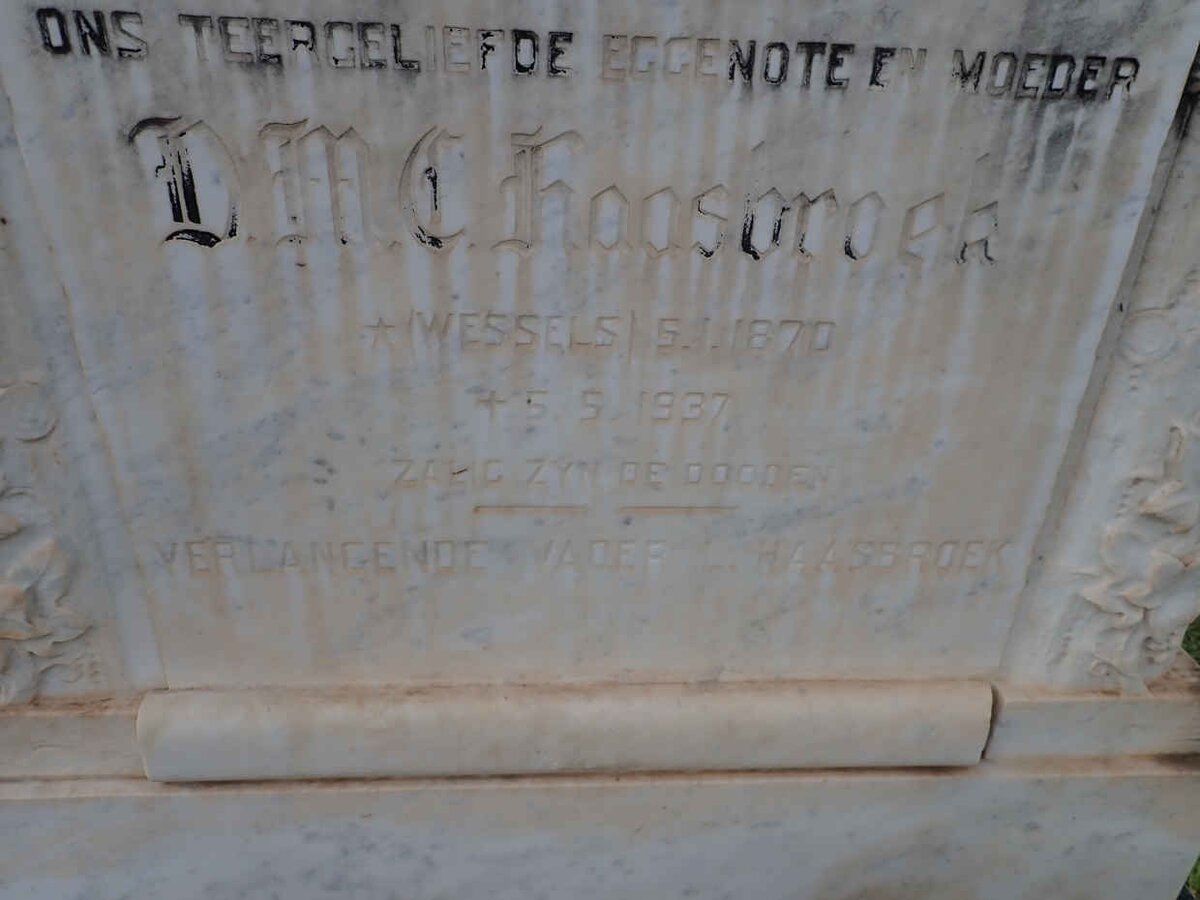 ONS TEERGELIEFDE EGGENOTE EN MOEDER
D.M.C. Haasbroek
★ (WESSELS) 5.1.1870
✝ 5.5.1937
ZALIG ZYN DE DOODEN
VERLANGENDE VADER L. HAASBROEK